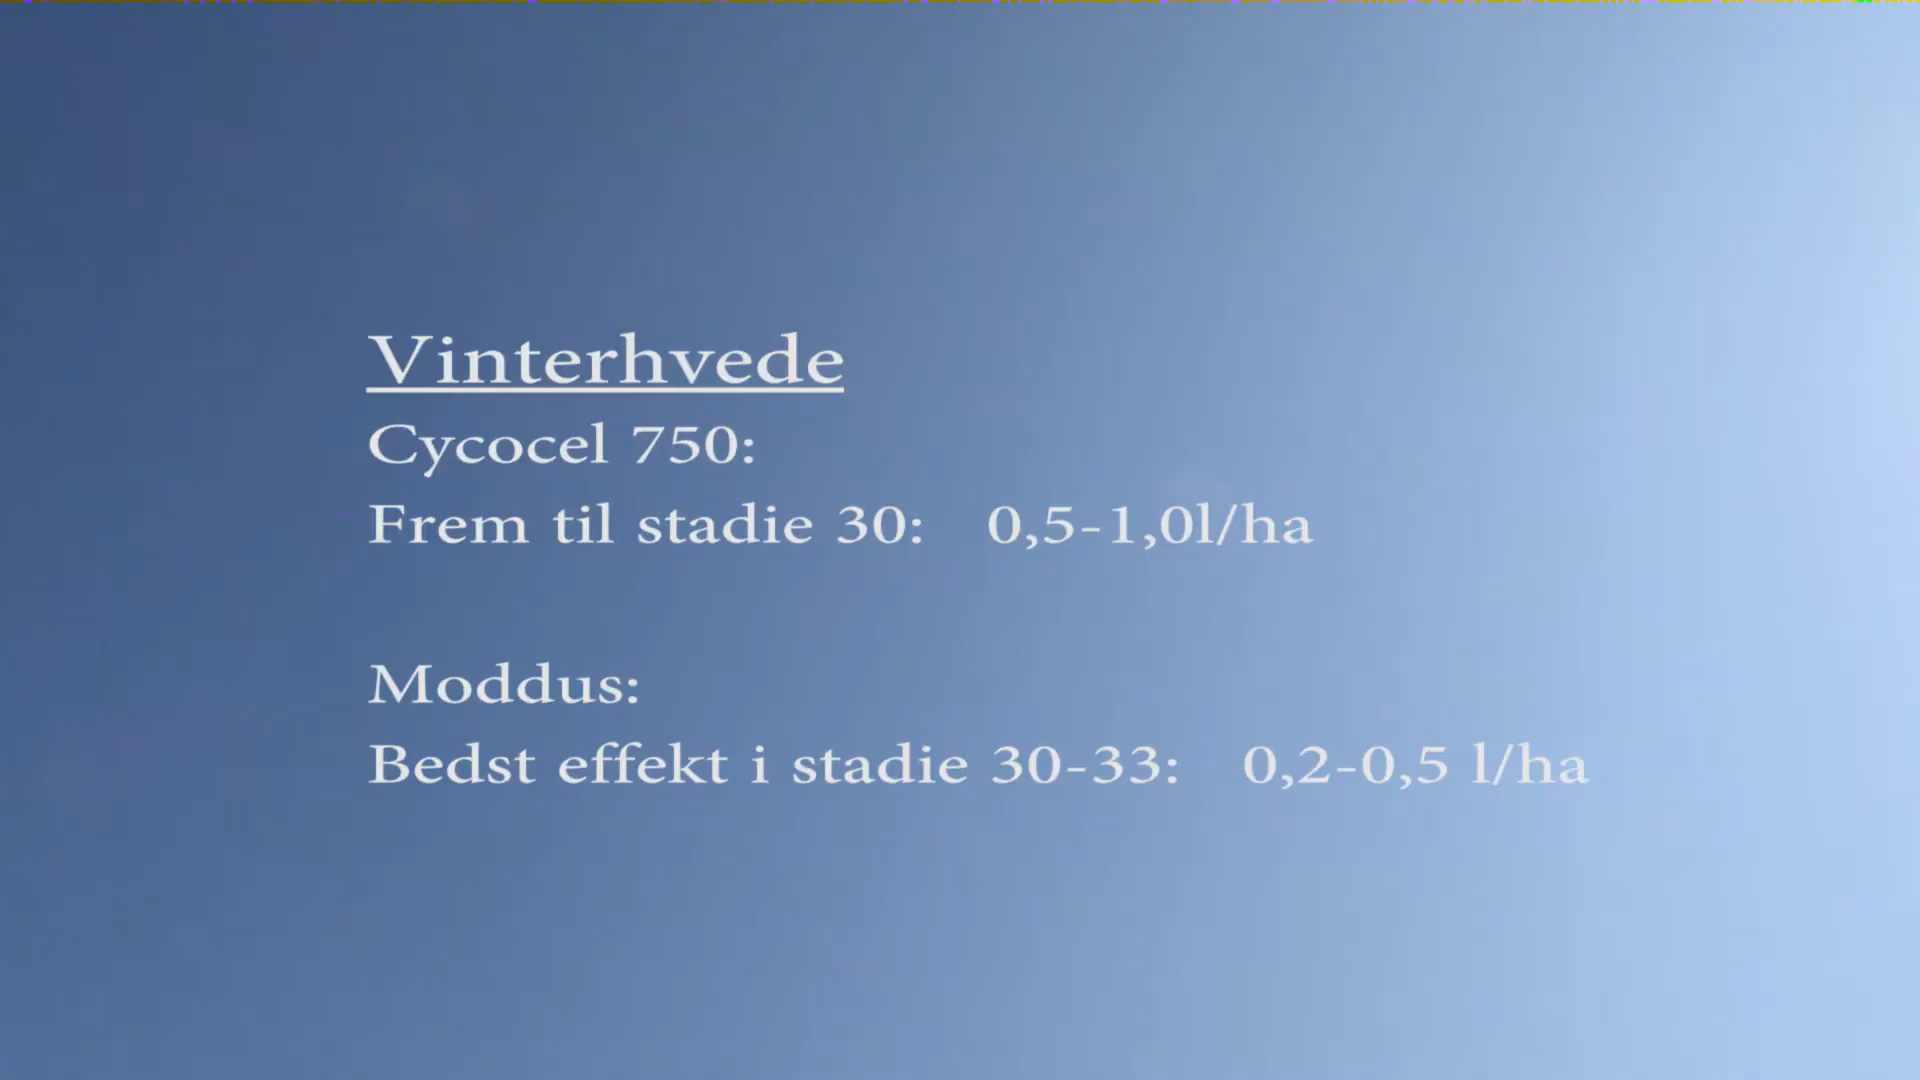 Vinterhvede
Cycocel 750:
Frem til stadie 30: 0,5-1,0l/ha
Moddus:
Bedst effekt i stadie 30-33: 0,2-0,5 l/ha